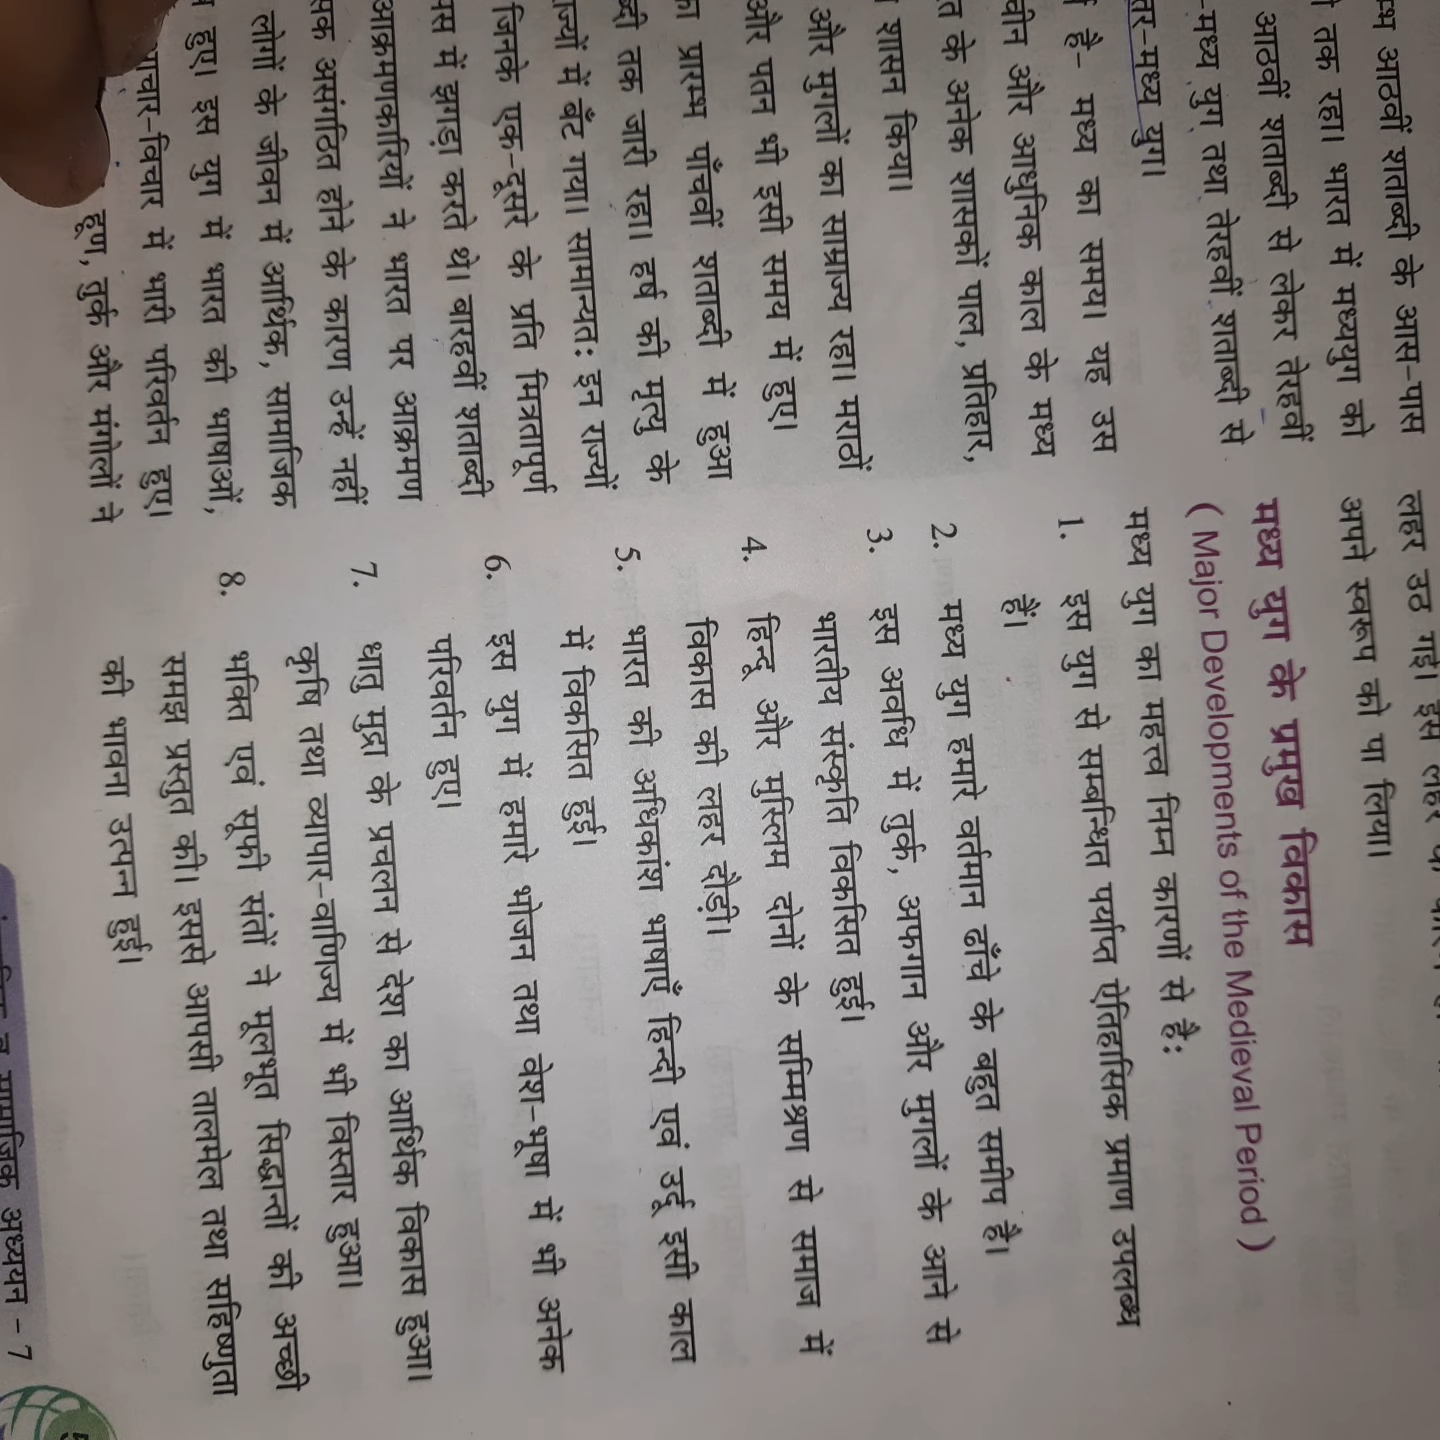 म्भ आठवीं शताब्दी के आस-पास
तक रहा। भारत में मध्ययुग को
आठवीं शताब्दी से लेकर तेरहवीं
-मध्य युग तथा तेरहवीं शताब्दी से
त्तर-मध्य युग।
है- मध्य का समय। यह उस
चीन और आधुनिक काल के मध्य
त के अनेक शासकों पाल, प्रतिहार,
शासन किया।
और मुगलों का साम्राज्य रहा। मराठों
और पतन भी इसी समय में हुए।
का प्रारम्भ पाँचवीं शताब्दी में हुआ
ब्दी तक जारी रहा। हर्ष की मृत्यु के
ज्यों में बँट गया। सामान्यतः इन राज्यों
जिनके एक-दूसरे के प्रति मित्रतापूर्ण
पस में झगड़ा करते थे। बारहवीं शताब्दी
आक्रमणकारियों ने भारत पर आक्रमण
सक असंगठित होने के कारण उन्हें नहीं
लोगों के जीवन में आर्थिक, सामाजिक
हुए। इस युग में भारत की भाषाओं,
आचार-विचार में भारी परिवर्तन हुए।
हूण, तुर्क और मंगोलों ने
लहर उठ गई। इस लहर
अपने स्वरूप को पा लिया।
मध्य युग के प्रमुख विकास
( Major Developments of the Medieval Period )
मध्य युग का महत्त्व निम्न कारणों से है:
1. इस युग से सम्बन्धित पर्याप्त ऐतिहासिक प्रमाण उपलब्ध
हैं।
2. मध्य युग हमारे वर्तमान ढाँचे के बहुत समीप है।
3. इस अवधि में तुर्क, अफगान और मुगलों के आने से
भारतीय संस्कृति विकसित हुई।
4. हिन्दू और मुस्लिम दोनों के सम्मिश्रण से समाज में
विकास की लहर दौड़ी।
5. भारत की अधिकांश भाषाएँ हिन्दी एवं उर्दू इसी काल
में विकसित हुई।
6. इस युग में हमारे भोजन तथा वेश-भूषा में भी अनेक
परिवर्तन हुए।
7. धातु मुद्रा के प्रचलन से देश का आर्थिक विकास हुआ।
कृषि तथा व्यापार-वाणिज्य में भी विस्तार हुआ।
8. भक्ति एवं सूफी संतों ने मूलभूत सिद्धान्तों की अच्छी
समझ प्रस्तुत की। इससे आपसी तालमेल तथा सहिष्णुता
की भावना उत्पन्न हुई।
व सामाजिक अध्ययन - 7
5